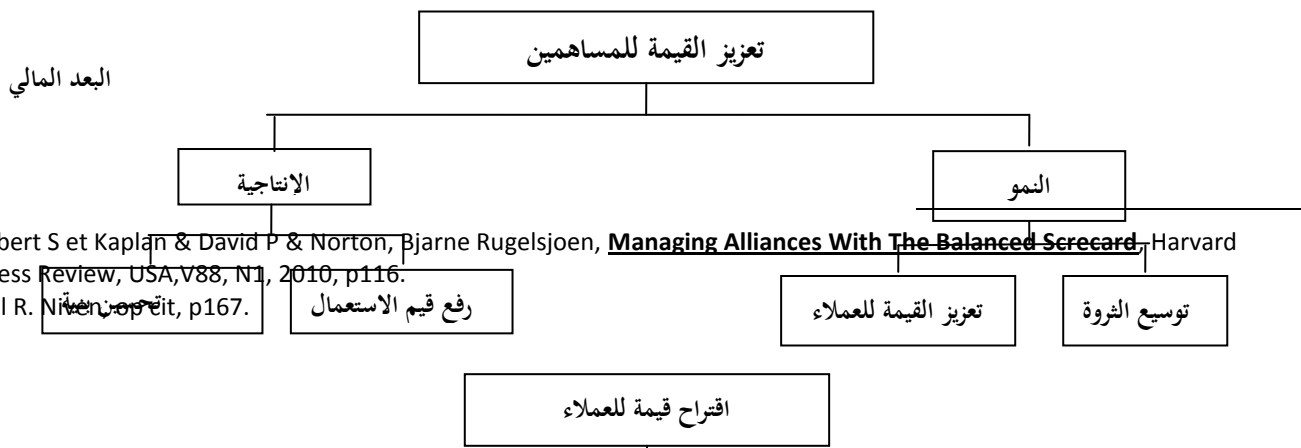 تعزيز القيمة للمساهمين
البعد المالي
الإنتاجية
النمو
bert S et Kaplan & David P & Norton, Bjarne Rugelsjoen, Managing Alliances With The Balanced Screcard, Harvard
ess Review, USA,V88, N1, 2010, p116.
l R. Niven, op cit, p167.
تحسين بنية
رفع قيم الاستعمال
تعزيز القيمة للعملاء
توسيع الثروة
اقتراح قيمة للعملاء